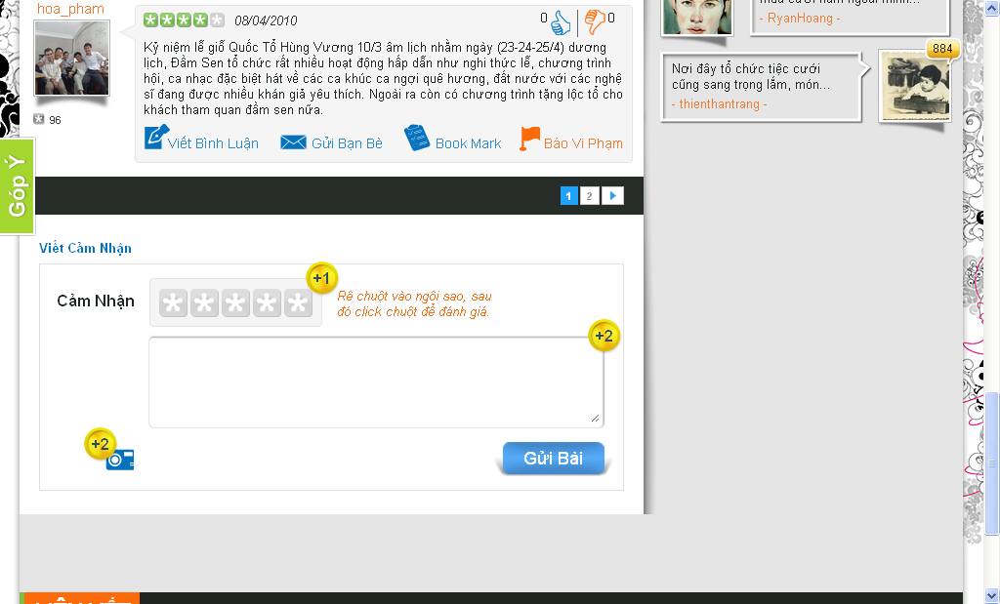 hoa_pham
08/04/2010
0
0
Kỷ niệm lễ giỗ Quốc Tổ Hùng Vương 10/3 âm lịch nhằm ngày (23-24-25/4) dương
lịch, Đầm Sen tổ chức rất nhiều hoạt động hấp dẫn như nghi thức lễ, chương trình
hội, ca nhạc đặc biệt hát về các ca khúc ca ngợi quê hương, đất nước với các nghệ
sĩ đang được nhiều khán giả yêu thích. Ngoài ra còn có chương trình tặng lộc tổ cho
khách tham quan đầm sen nữa.
96
Viết Bình Luận
Gửi Bạn Bè
Book Mark
Báo Vi Phạm
- RyanHoang -
884
Nơi đây tổ chức tiệc cưới
cũng sang trọng lắm, món...
- thienthantrang -
Góp Ý
1
2
Viết Cảm Nhận
Cảm Nhận
+1
Rê chuột vào ngôi sao, sau
đó click chuột để đánh giá.
+2
+2
Gửi Bài